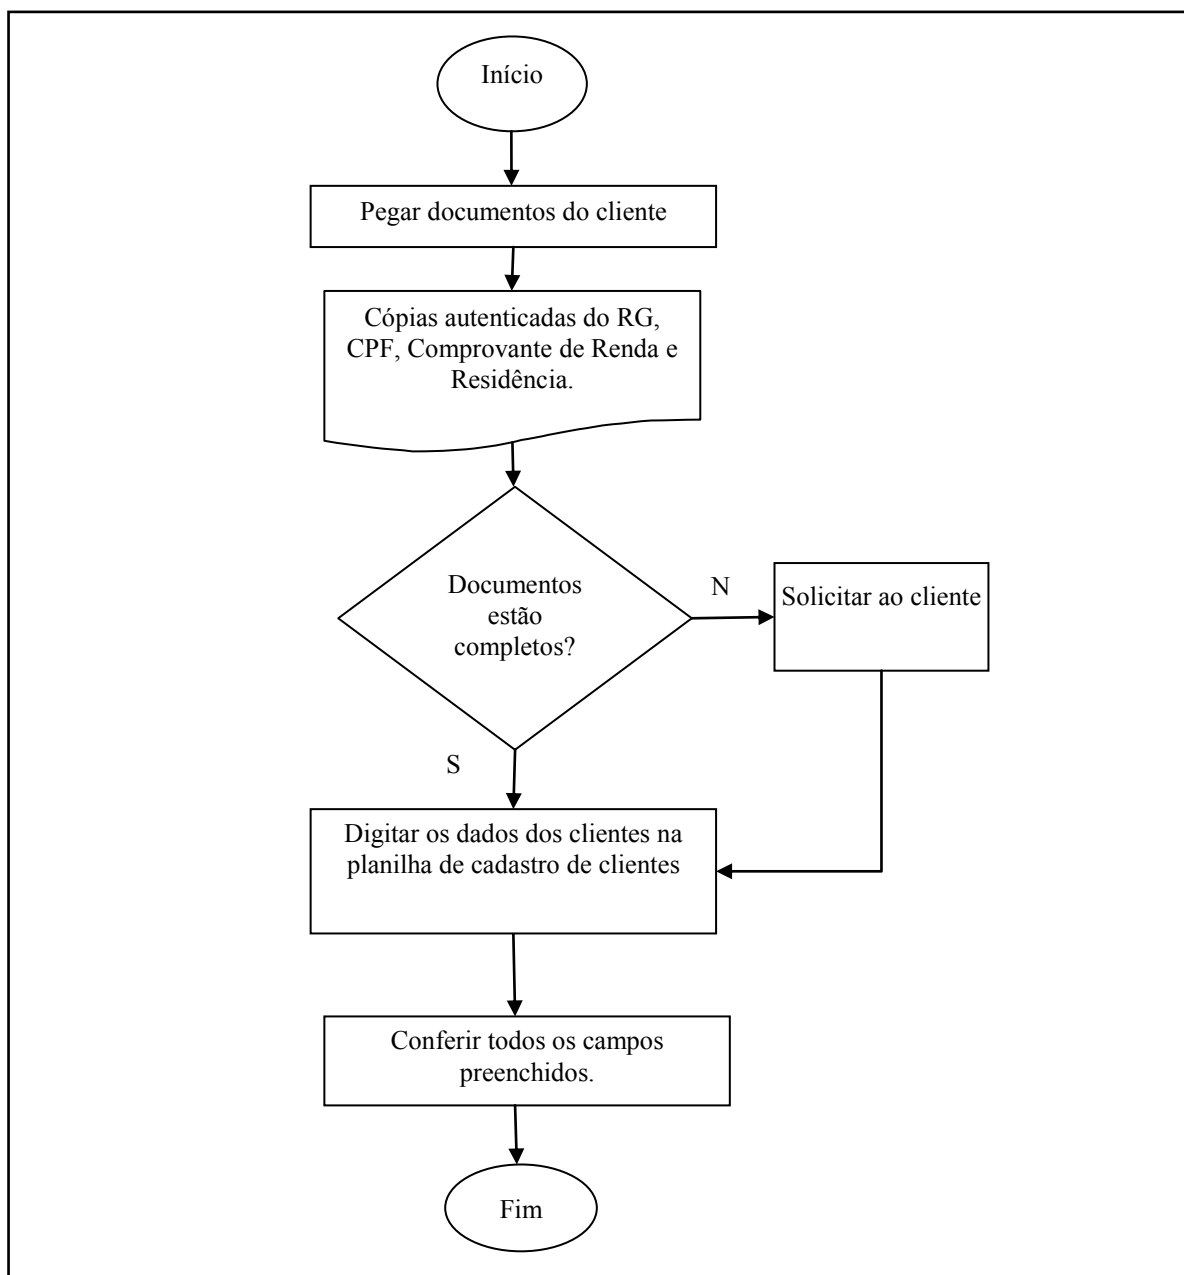 Início
Pegar documentos do cliente
Cópias autenticadas do RG,
CPF, Comprovante de Renda e
Residência.
Documentos
estão
completos?
N
Solicitar ao cliente
S
Digitar os dados dos clientes na
planilha de cadastro de clientes
Conferir todos os campos
preenchidos.
Fim